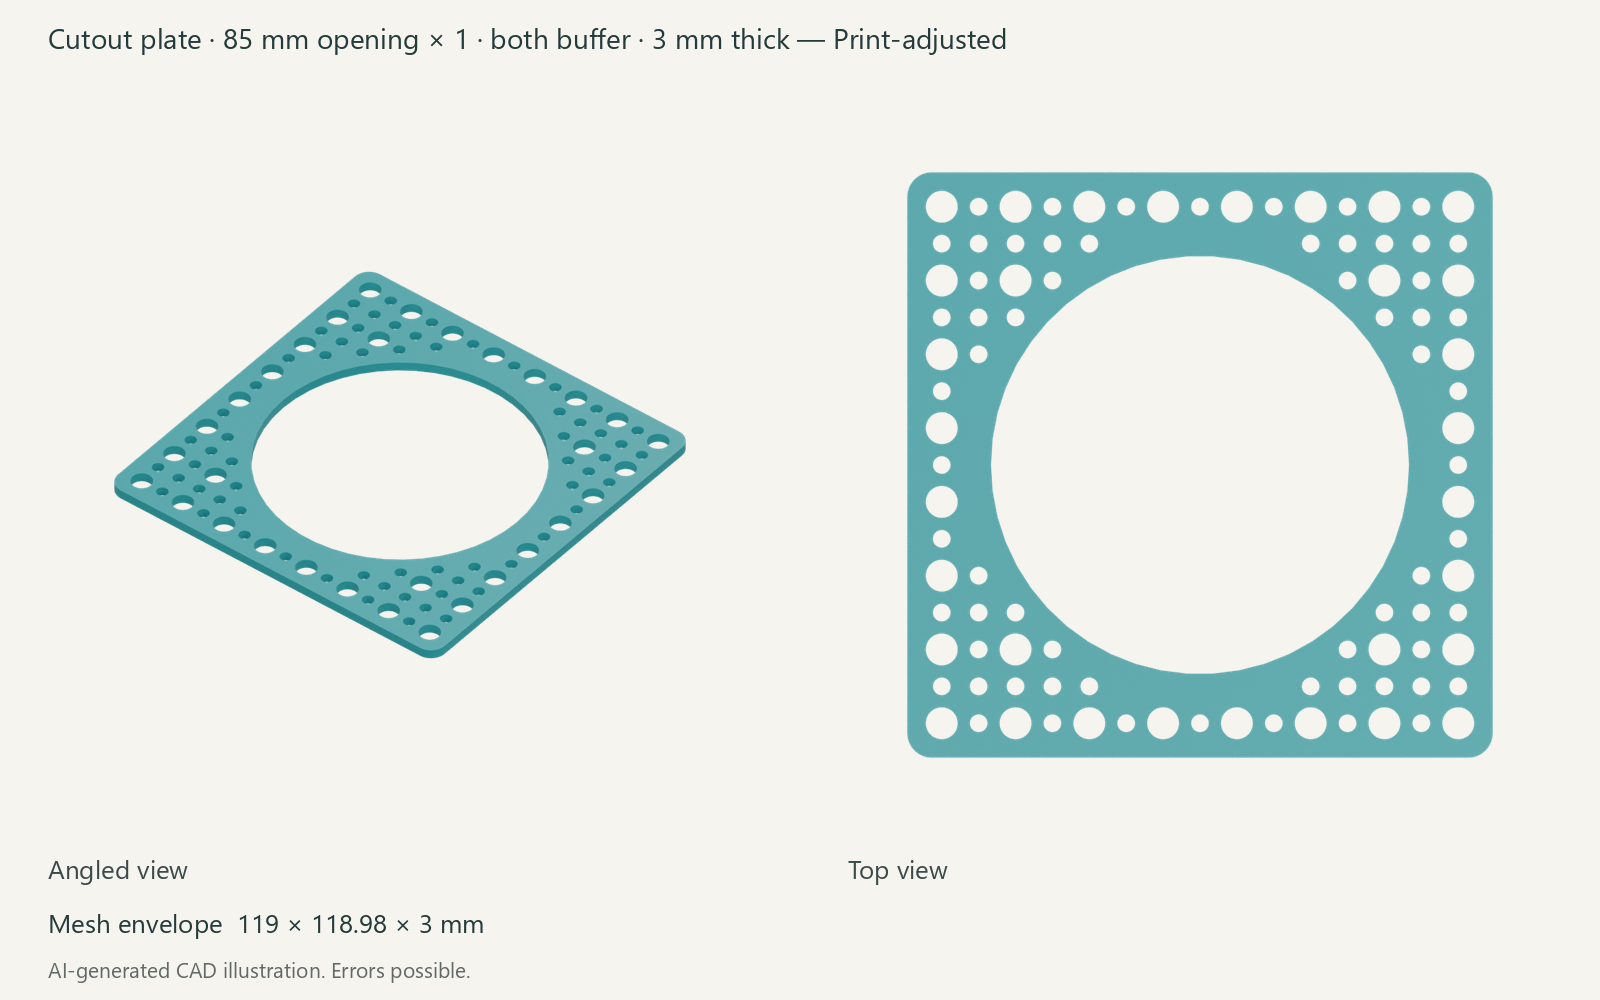 Cutout plate · 85 mm opening × 1 · both buffer · 3 mm thick — Print-adjusted
Angled view
Top view
Mesh envelope 119 × 118.98 × 3 mm
AI-generated CAD illustration. Errors possible.